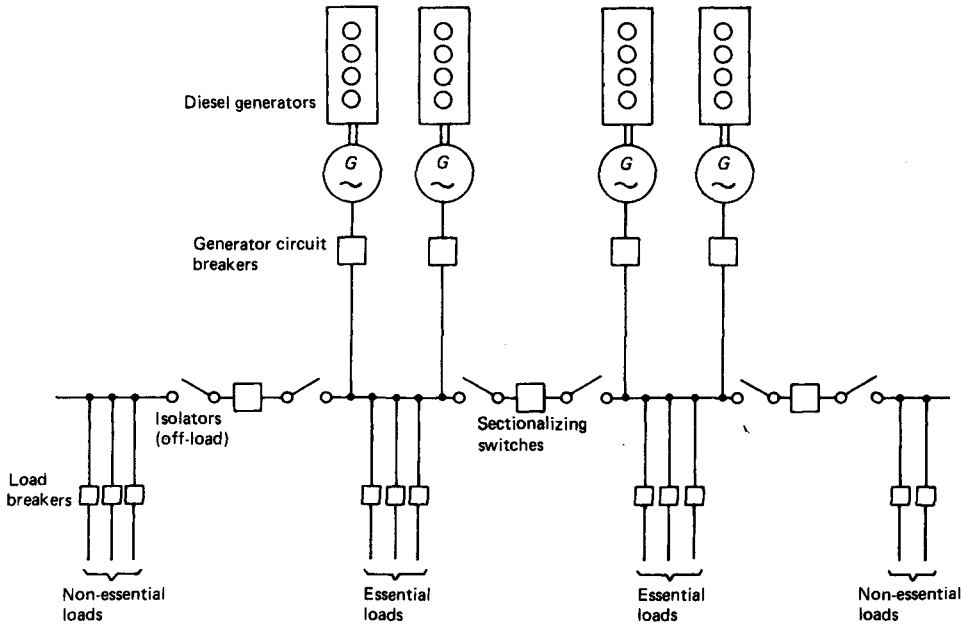 Diesel generators
G
G
G
G
Generator circuit
breakers
Isolators
(off-load)
Sectionalizing
switches
Load
breakers
Non-essential
loads
Essential
loads
Essential
loads
Non-essential
loads